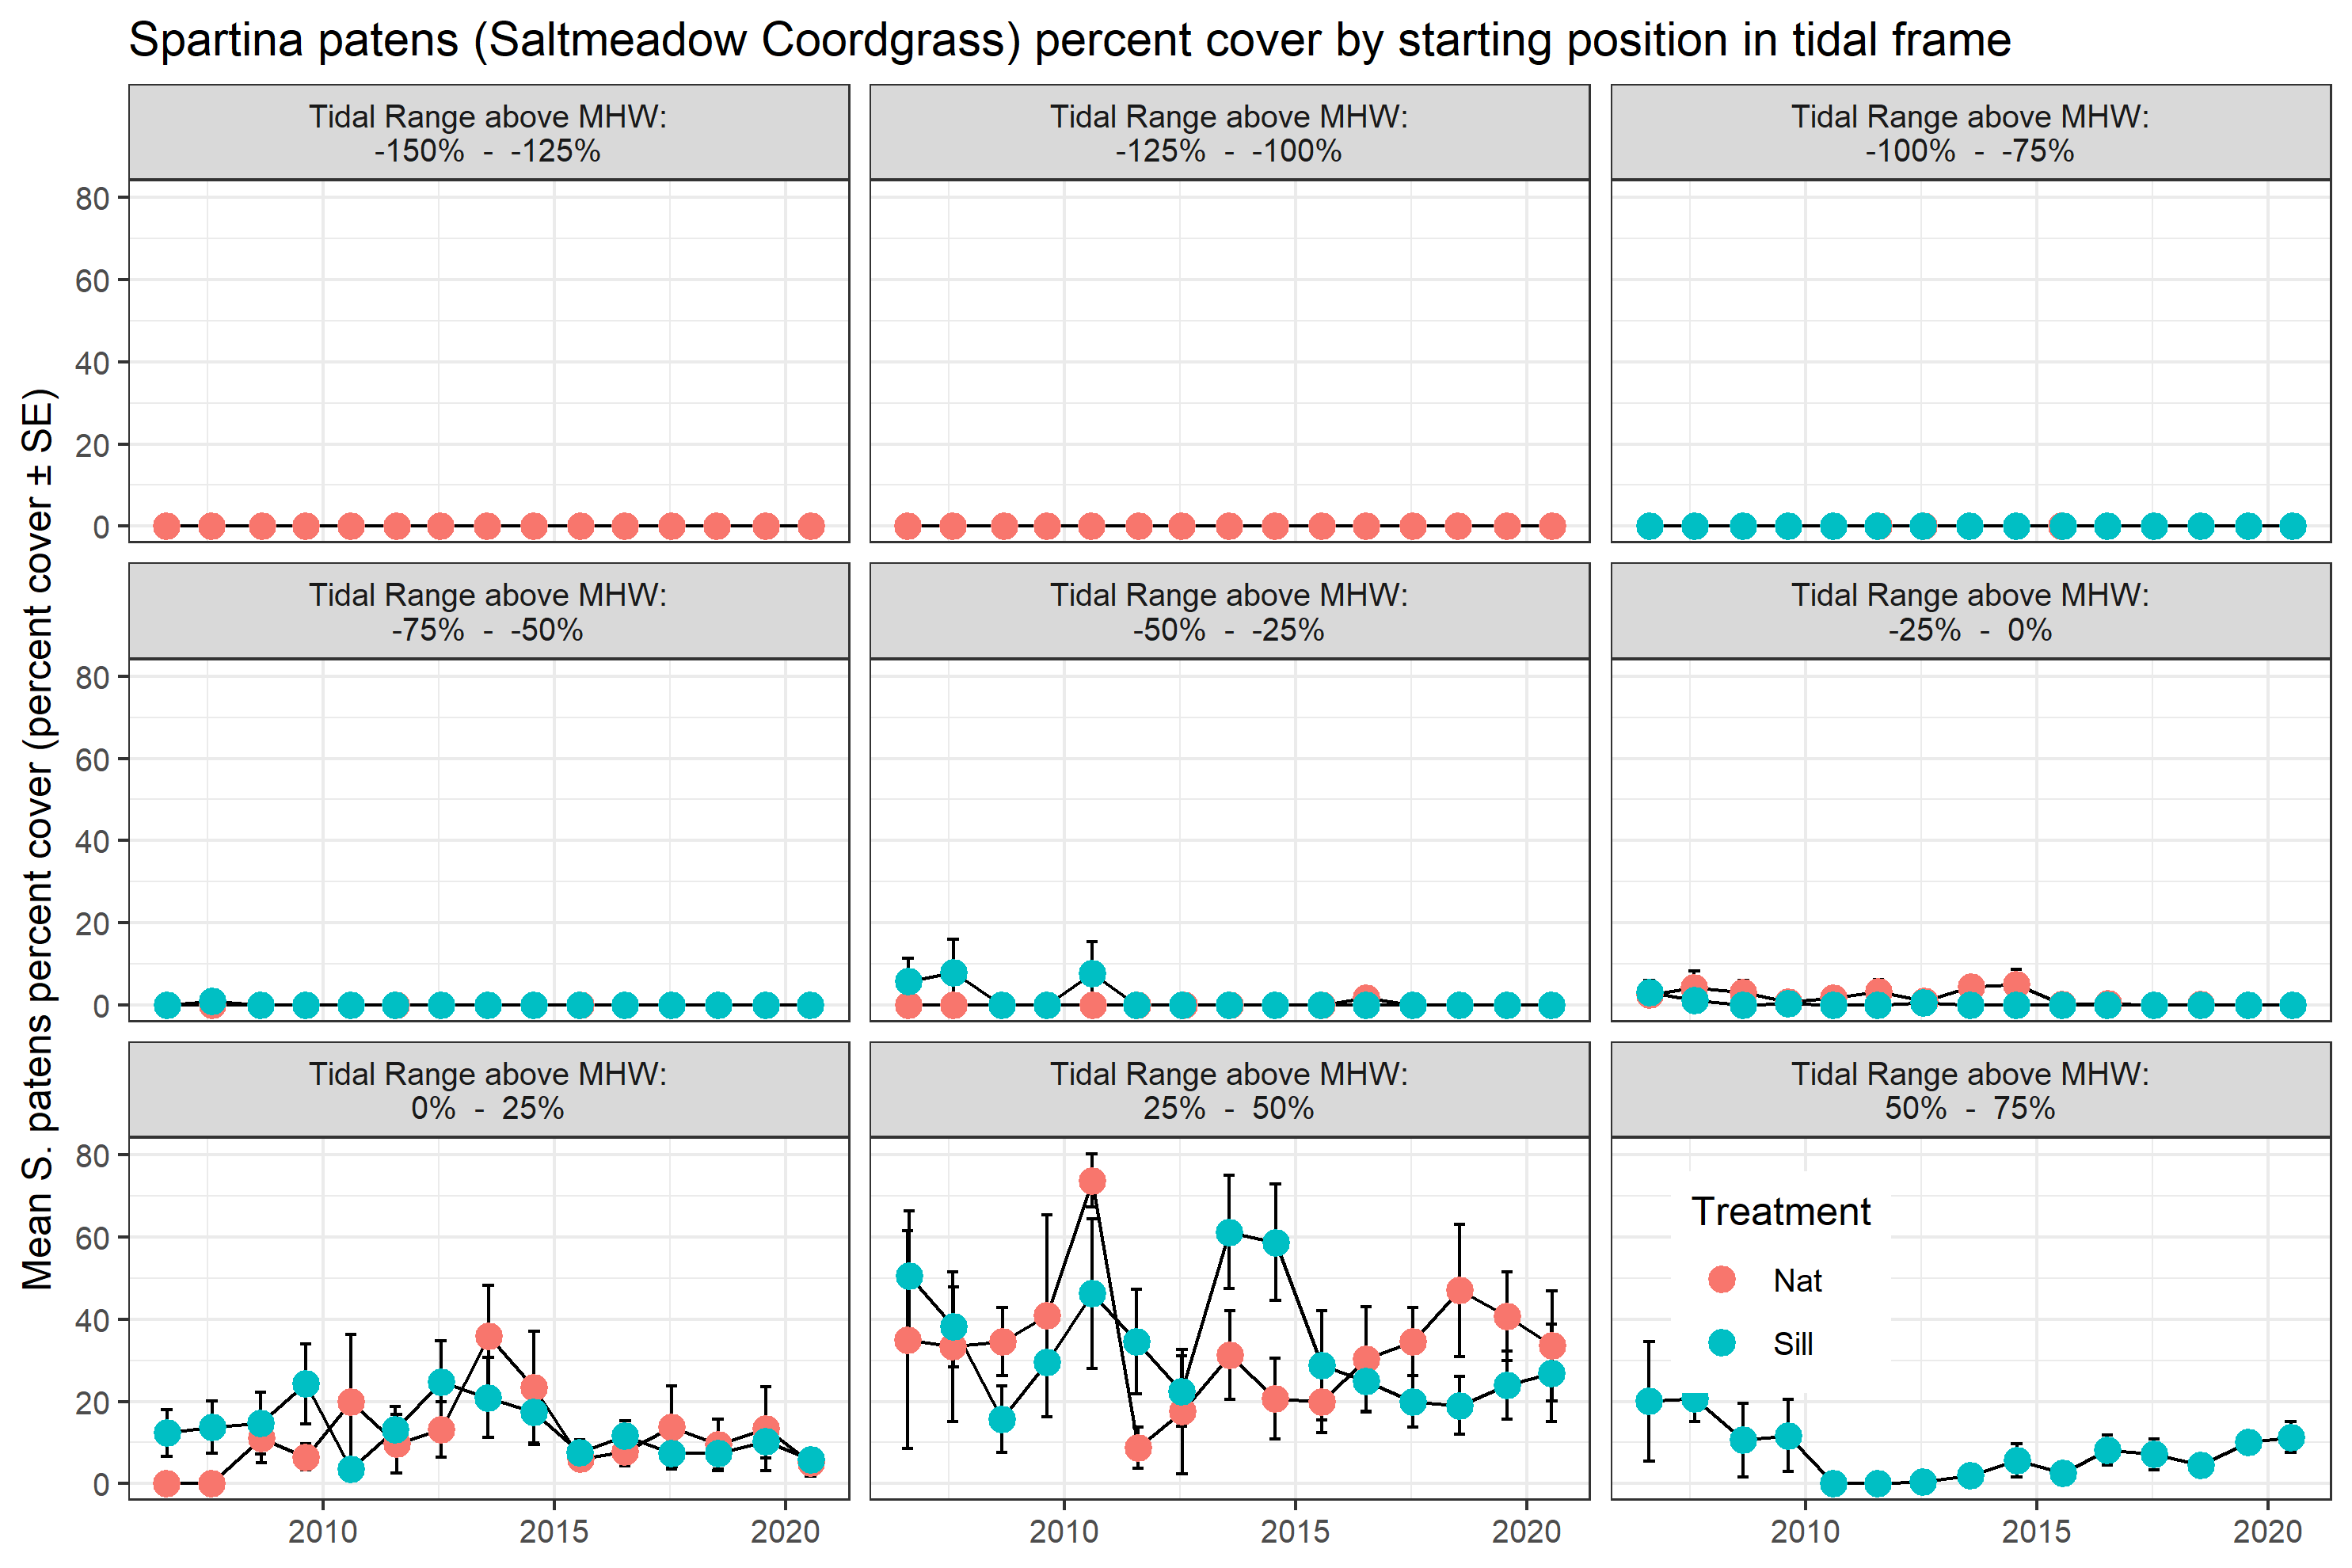 Spartina patens (Saltmeadow Coordgrass) percent cover by starting position in tidal frame
Mean S. patens percent cover (percent cover ± SE)
Tidal Range above MHW:
-150%  -  -125%
Tidal Range above MHW:
-125%  -  -100%
Tidal Range above MHW:
-100%  -  -75%
80
60
40
20
0
Tidal Range above MHW:
-75%  -  -50%
Tidal Range above MHW:
-50%  -  -25%
Tidal Range above MHW:
-25%  -  0%
80
60
40
20
0
Tidal Range above MHW:
0%  -  25%
Tidal Range above MHW:
25%  -  50%
Tidal Range above MHW:
50%  -  75%
80
60
40
20
0
Treatment
Nat
Sill
2010 2015 2020
2010 2015 2020
2010 2015 2020